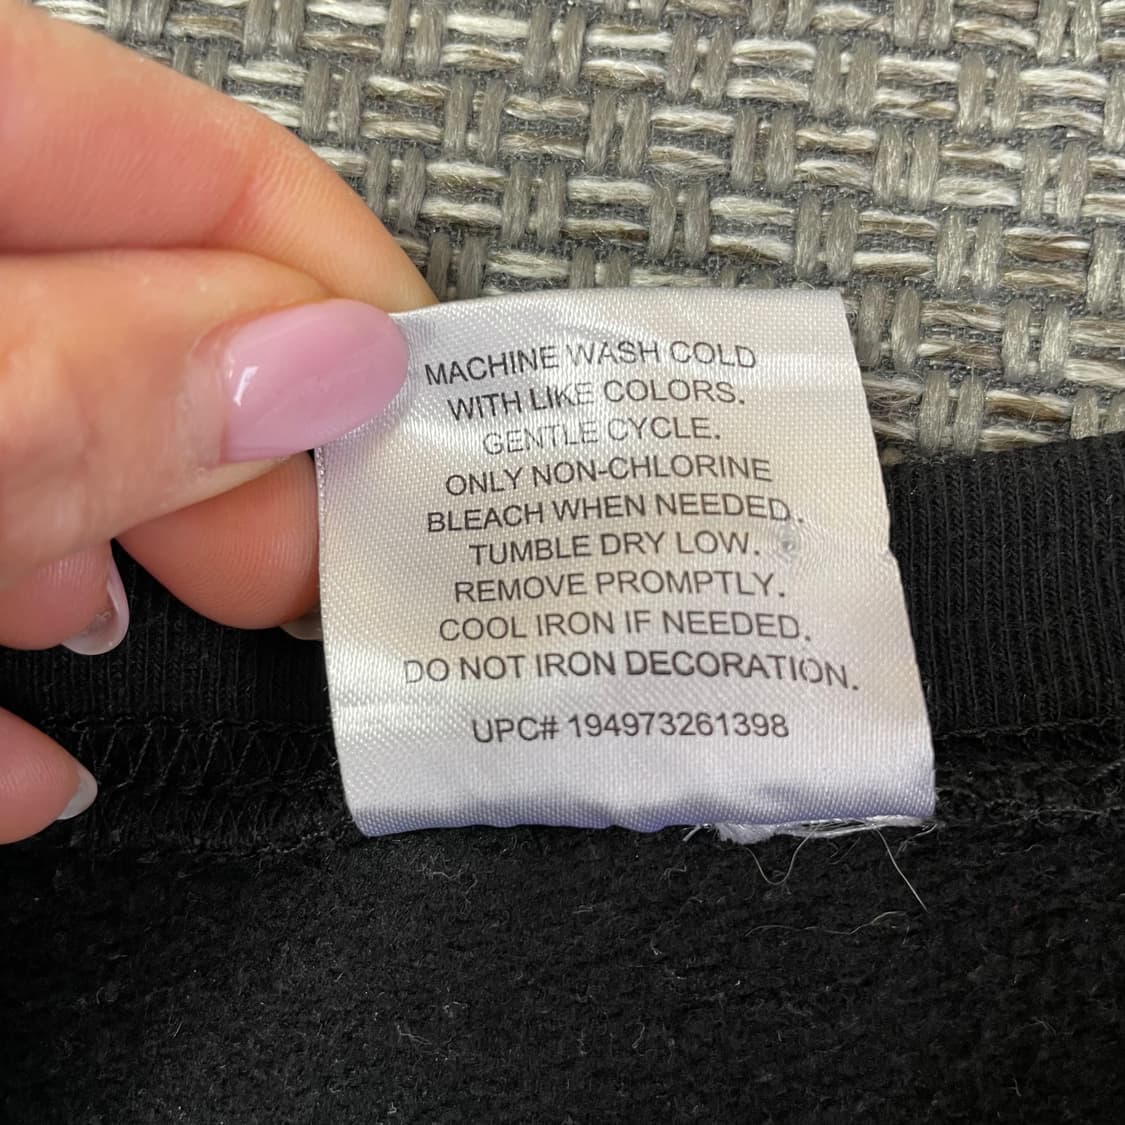 MACHINE WASH COLD
WITH LIKE COLORS.
GENTLE CYCLE.
ONLY NON-CHLORINE
BLEACH WHEN NEEDED.
TUMBLE DRY LOW.
REMOVE PROMPTLY.
COOL IRON IF NEEDED.
DO NOT IRON DECORATION.
UPC# 194973261398